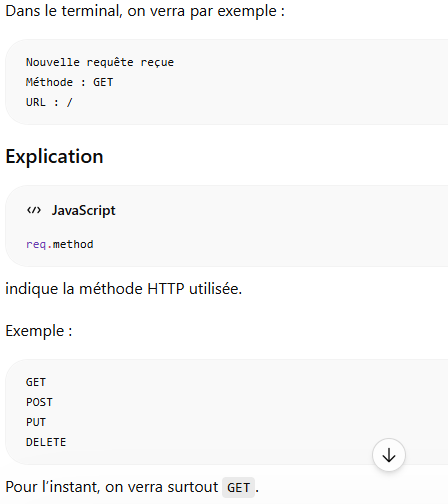 Dans le terminal, on verra par exemple :
Nouvelle requête reçue
Méthode : GET
URL : /
Explication
JavaScript
req.method
indique la méthode HTTP utilisée.
Exemple :
GET
POST
PUT
DELETE
Pour l’instant, on verra surtout GET.